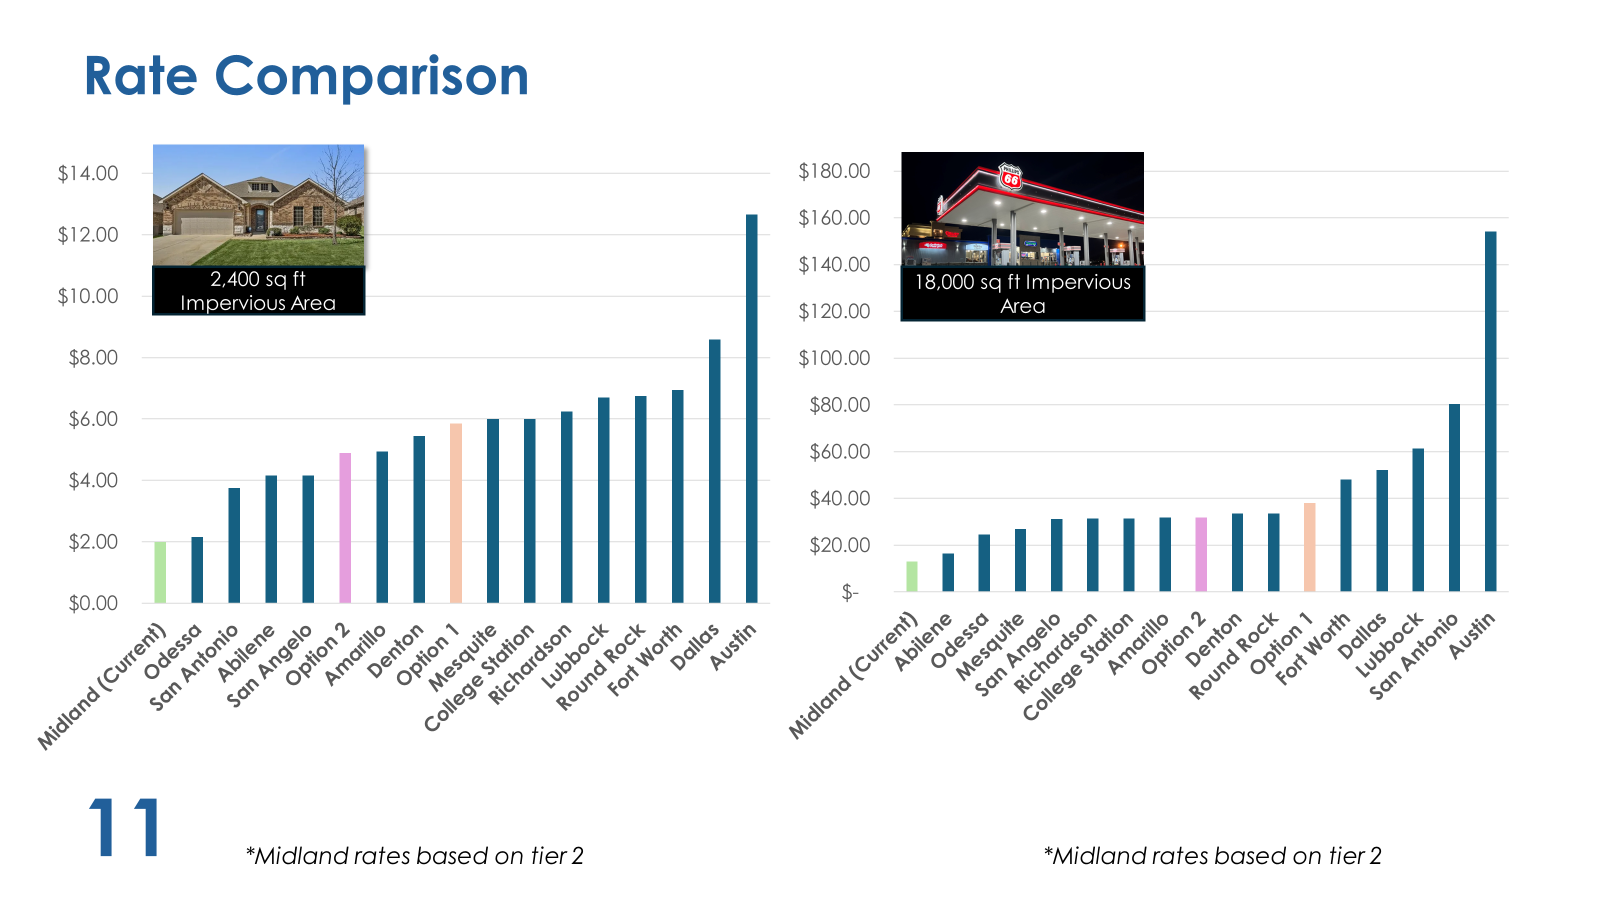 Rate Comparison
$14.00
$12.00
$10.00
$8.00
$6.00
$4.00
$2.00
$0.00
2,400 sq ft
Impervious Area
Midland (Current)
Odessa
San Antonio
Abilene
San Angelo
Option 2
Amarillo
Denton
Option 1
Mesquite
College Station
Richardson
Lubbock
Round Rock
Fort Worth
Dallas
Austin
$180.00
$160.00
$140.00
$120.00
$100.00
$80.00
$60.00
$40.00
$20.00
$-
66
18,000 sq ft Impervious
Area
Midland (Current)
Abilene
Odessa
Mesquite
San Angelo
Richardson
College Station
Amarillo
Option 2
Denton
Round Rock
Option 1
Fort Worth
Dallas
Lubbock
San Antonio
Austin
11
*Midland rates based on tier 2
*Midland rates based on tier 2